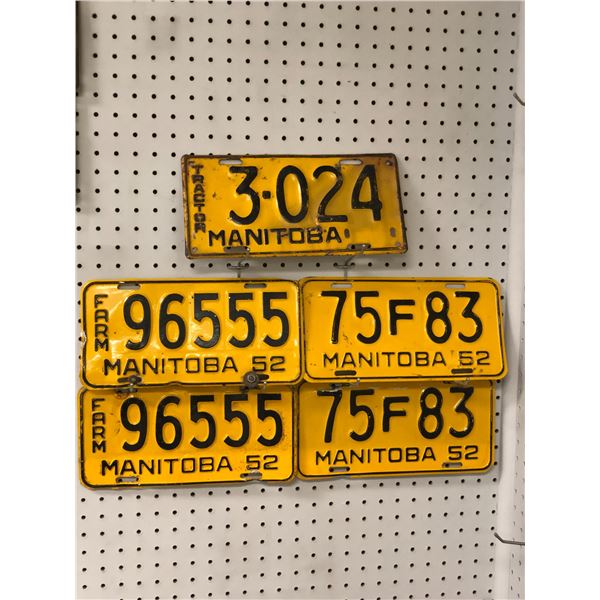 TRACTOR 3-024
MANITOBA
FARM 96555
MANITOBA 52
75F83
MANITOBA 52
FARM 96555
MANITOBA 52
75F83
MANITOBA 52